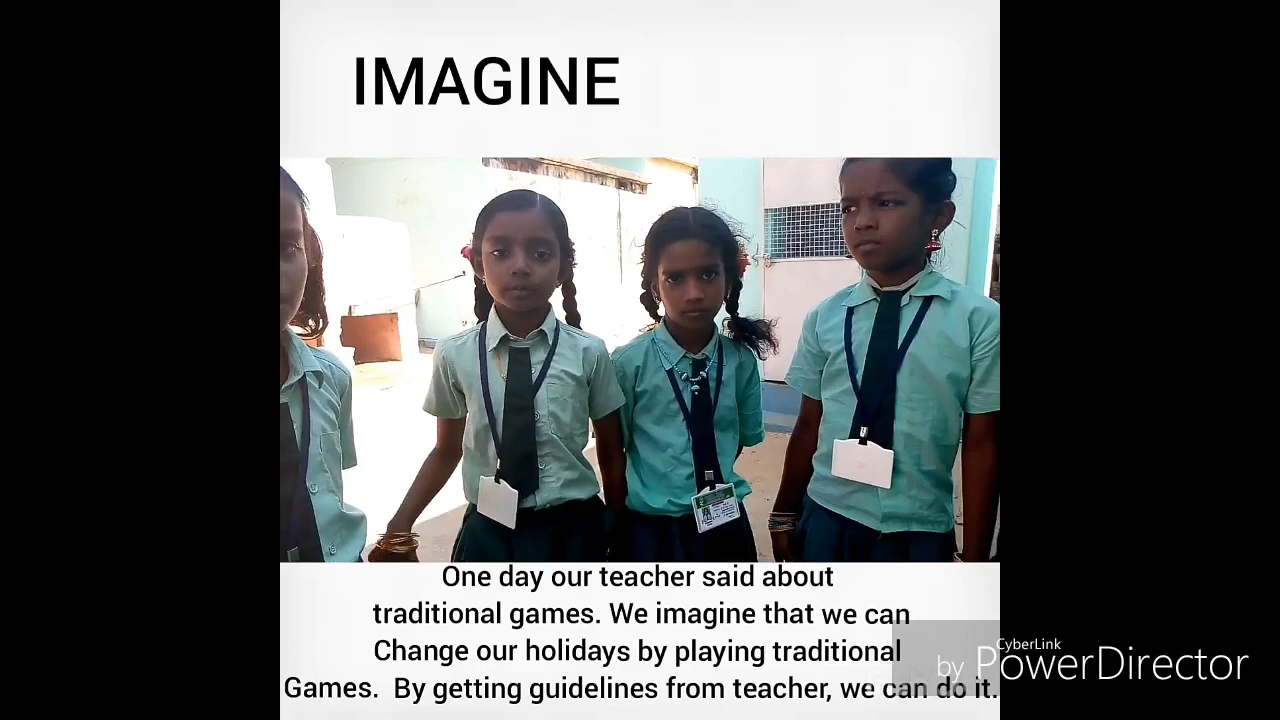 IMAGINE
One day our teacher said about
traditional games. We imagine that we can
Change our holidays by playing traditional
Games. By getting guidelines from teacher, we can do it.
CyberLink
by PowerDirector